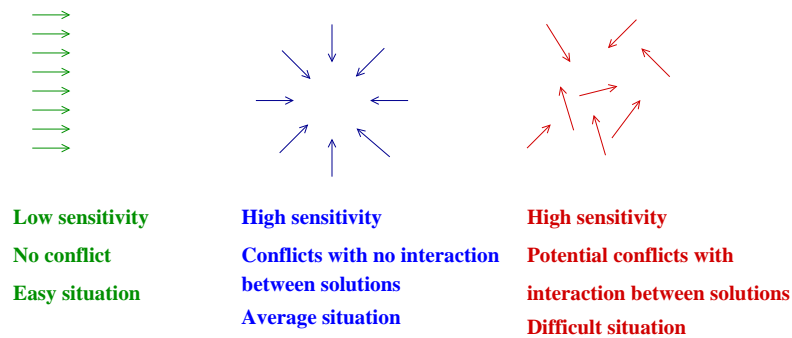 Low sensitivity
No conflict
Easy situation
High sensitivity
Conflicts with no interaction
between solutions
Average situation
High sensitivity
Potential conflicts with
interaction between solutions
Difficult situation